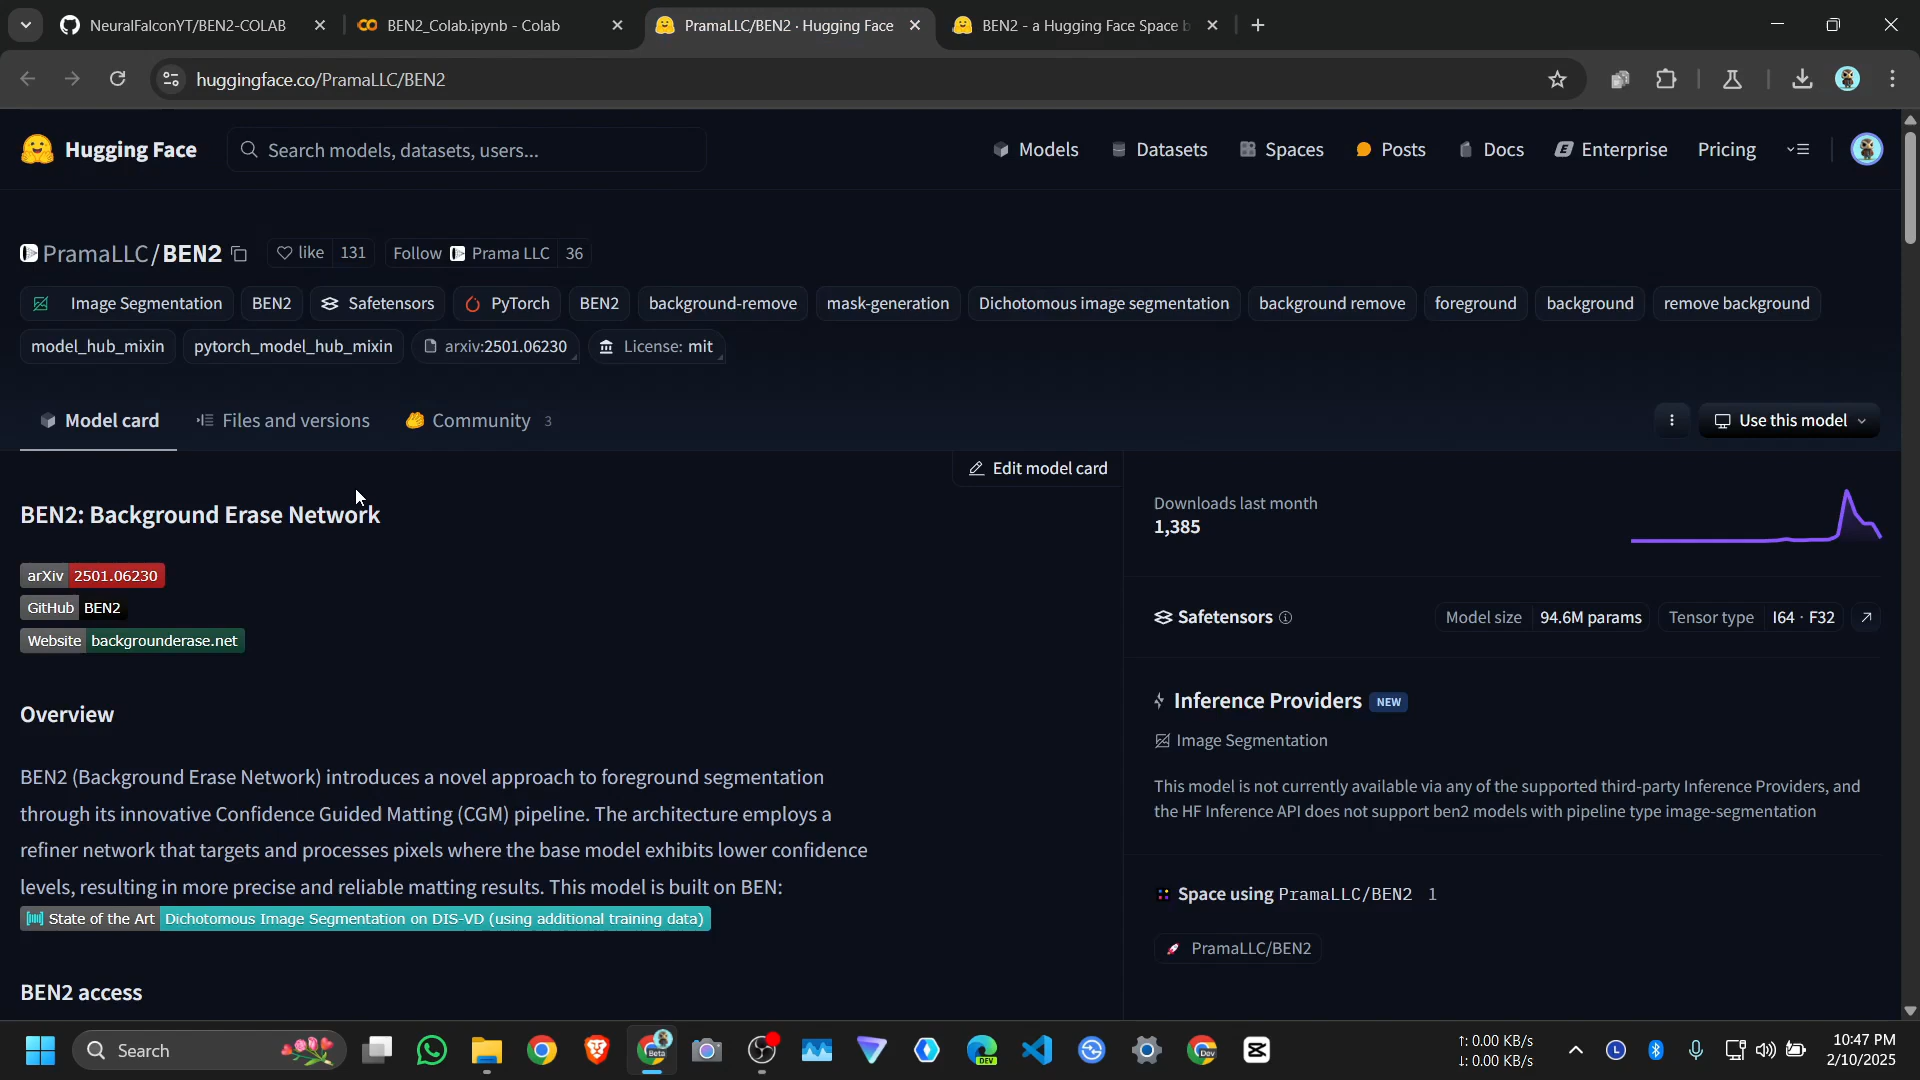 NeuralFalconYT/BEN2-COLAB
BEN2_Colab.ipynb - Colab
PramaLLC/BEN2 · Hugging Face
BEN2 - a Hugging Face Space b
huggingface.co/PramaLLC/BEN2
Hugging Face
Search models, datasets, users...
Models
Datasets
Spaces
Posts
Docs
Enterprise
Pricing
PramaLLC/BEN2
like 131
Follow Prama LLC 36
Image Segmentation
BEN2
Safetensors
PyTorch
BEN2
background-remove
mask-generation
Dichotomous image segmentation
background remove
foreground
background
remove background
model_hub_mixin
pytorch_model_hub_mixin
arxiv:2501.06230
License: mit
Model card
Files and versions
Community 3
Use this model
Edit model card
BEN2: Background Erase Network
arXiv 2501.06230
GitHub BEN2
Website backgrounderase.net
Overview
BEN2 (Background Erase Network) introduces a novel approach to foreground segmentation
through its innovative Confidence Guided Matting (CGM) pipeline. The architecture employs a
refiner network that targets and processes pixels where the base model exhibits lower confidence
levels, resulting in more precise and reliable matting results. This model is built on BEN:
State of the Art Dichotomous Image Segmentation on DIS-VD (using additional training data)
BEN2 access
Downloads last month
1,385
Safetensors
Model size 94.6M params
Tensor type I64 · F32
Inference Providers NEW
Image Segmentation
This model is not currently available via any of the supported third-party Inference Providers, and
the HF Inference API does not support ben2 models with pipeline type image-segmentation
Space using PramaLLC/BEN2 1
PramaLLC/BEN2
Search
Beta
DEV
Dev
↑: 0.00 KB/s
↓: 0.00 KB/s
L
10:47 PM
2/10/2025